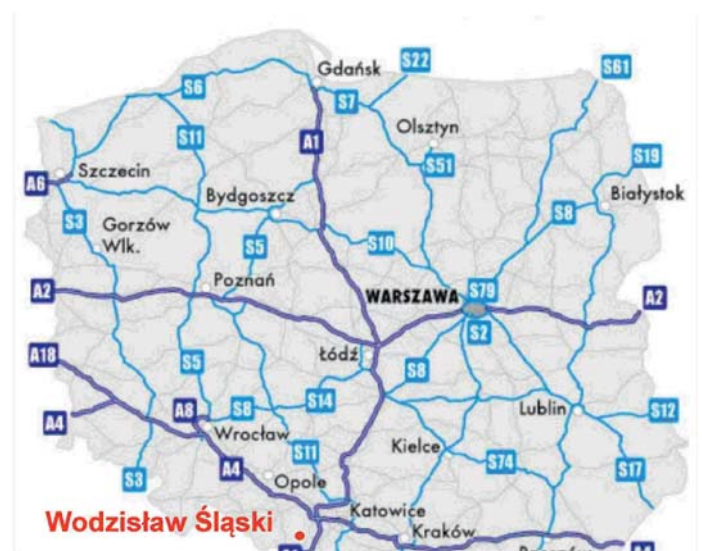 S22
S61
Gdańsk
S6
S7
S11
Olsztyn
A1
S19
S51
Szczecin
A6
Białystok
Bydgoszcz
S8
S3
Gorzów
Wlk.
S10
S5
Poznań
S79
A2
WARSZAWA
A2
S2
A18
Łódź
S5
S8
S14
A8
S8
Lublin
S12
A4
Wrocław
Kielce
S11
S74
A4
S17
S3
Opole
Katowice
Wodzisław Śląski
Kraków